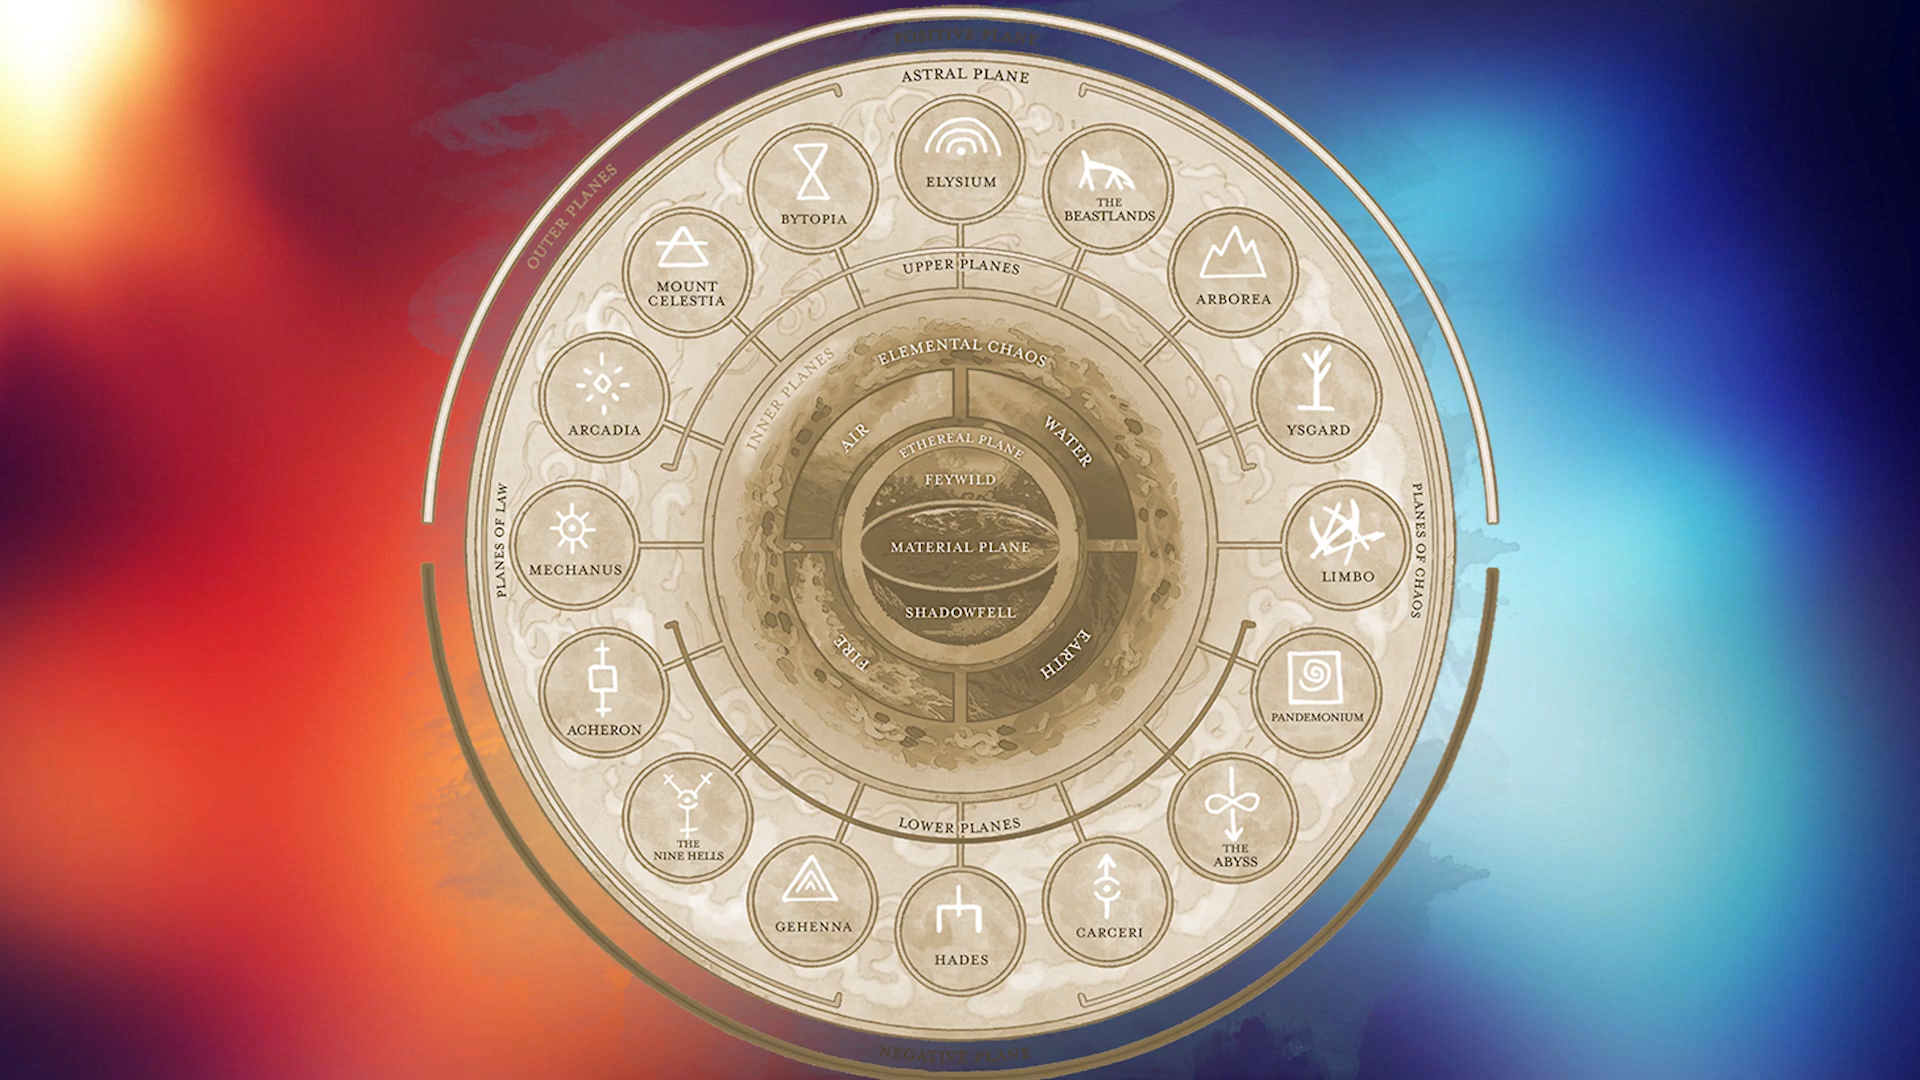 POSITIVE PLANE
ASTRAL PLANE
OUTER PLANES
ELYSIUM
BYTOPIA
THE
BEASTLANDS
MOUNT
CELESTIA
ARBOREA
UPPER PLANES
ARCADIA
YSGARD
INNER PLANES
ELEMENTAL CHAOS
AIR
WATER
ETHEREAL PLANE
FEYWILD
MATERIAL PLANE
SHADOWFELL
FIRE
EARTH
PLANES OF LAW
MECHANUS
LIMBO
PLANES OF CHAOS
ACHERON
PANDEMONIUM
THE
NINE HELLS
THE
ABYSS
LOWER PLANES
GEHENNA
CARCERI
HADES
NEGATIVE PLANE